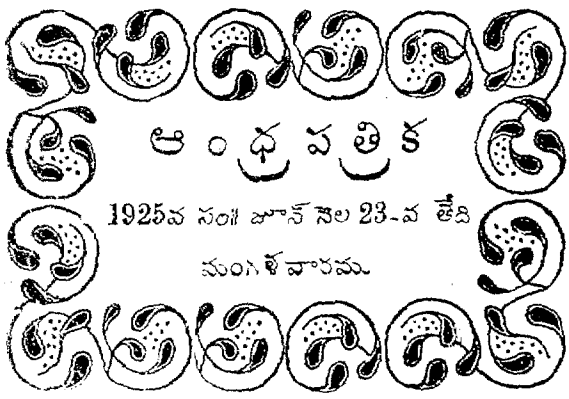 ఆంధ్రపత్రిక
1925వ సం॥ జూన్ నెల 23-వ తేది
మంగళవారము.